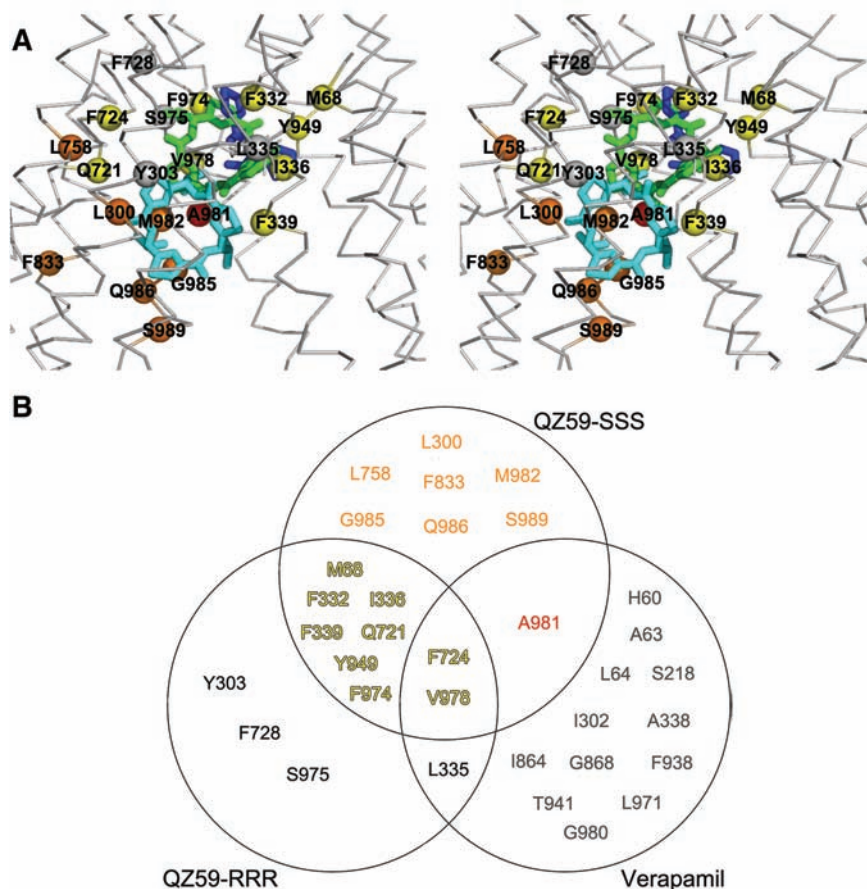 A
F728
F974
F332
M68
F724
S975
Y949
L758
L335
Q721
Y303
V978
I336
L300
M982
A981
F339
F833
Q986
G985
S989
F728
F974
F332
M68
F724
S975
Y949
L758
L335
Q721
Y303
V978
I336
L300
M982
A981
F339
F833
Q986
G985
S989
B
QZ59-SSS
L300
L758
F833
M982
G985
Q986
S989
M68
F332 I336
F339 Q721
Y949
F974
F724
V978
A981
H60
A63
L64 S218
I302 A338
I864 G868 F938
T941 L971
G980
Y303
F728
S975
L335
QZ59-RRR
Verapamil